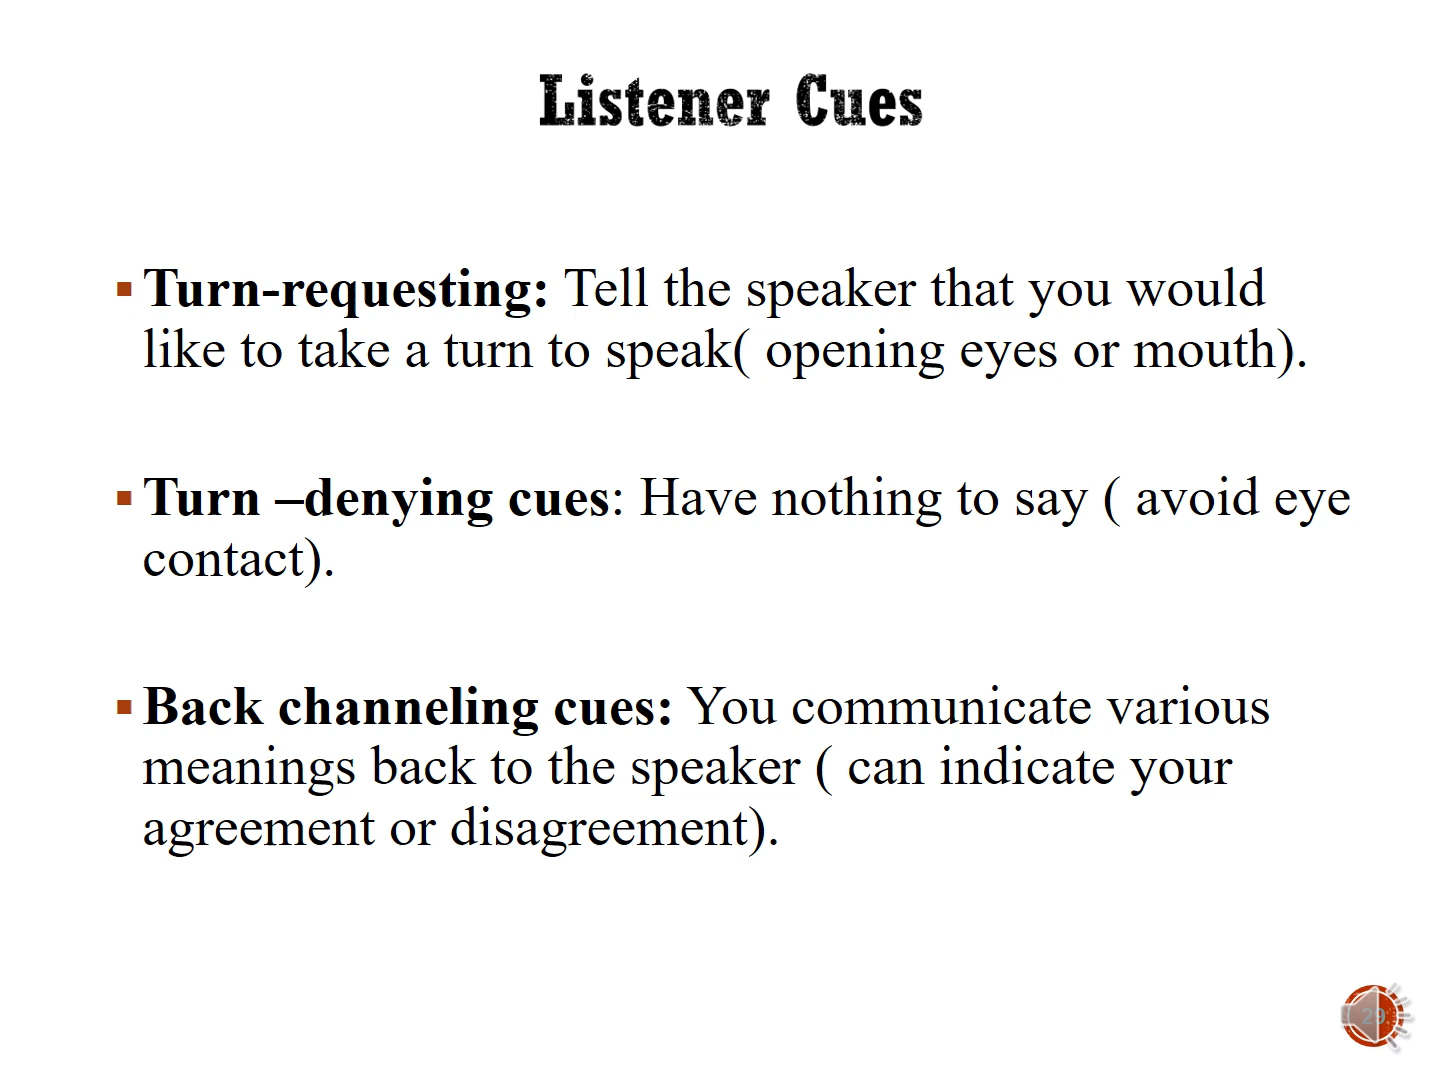 Listener Cues
▪ Turn-requesting: Tell the speaker that you would
like to take a turn to speak( opening eyes or mouth).
▪ Turn –denying cues: Have nothing to say ( avoid eye
contact).
▪ Back channeling cues: You communicate various
meanings back to the speaker ( can indicate your
agreement or disagreement).
29